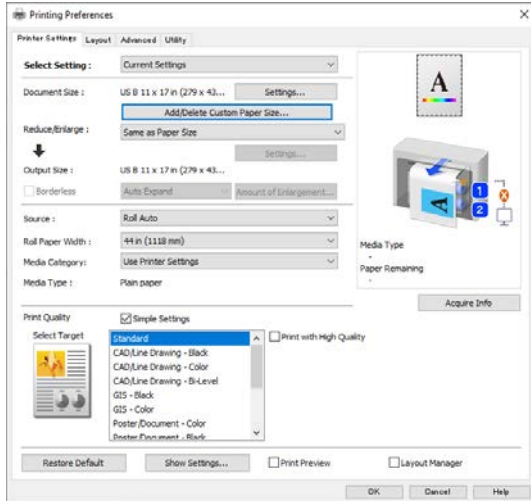 Printing Preferences
Printer Settings Layout Advanced Utility
Select Setting : Current Settings
Document Size : US B 11 x 17 in (279 x 43... Settings...
Add/Delete Custom Paper Size...
Reduce/Enlarge : Same as Paper Size
Settings...
Output Size : US B 11 x 17 in (279 x 43...
Borderless Auto Expand Amount of Enlargement...
Source : Roll Auto
Roll Paper Width : 44 in (1118 mm)
Media Category: Use Printer Settings
Media Type : Plain paper
A
A
1
2
Media Type
-
Paper Remaining
-
Acquire Info
Print Quality Simple Settings
Select Target
Standard
CAD/Line Drawing - Black
CAD/Line Drawing - Color
CAD/Line Drawing - Bi-Level
GIS - Black
GIS - Color
Poster/Document - Color
Poster/Document - Black
Print with High Quality
Restore Default Show Settings... Print Preview Layout Manager
OK Cancel Help